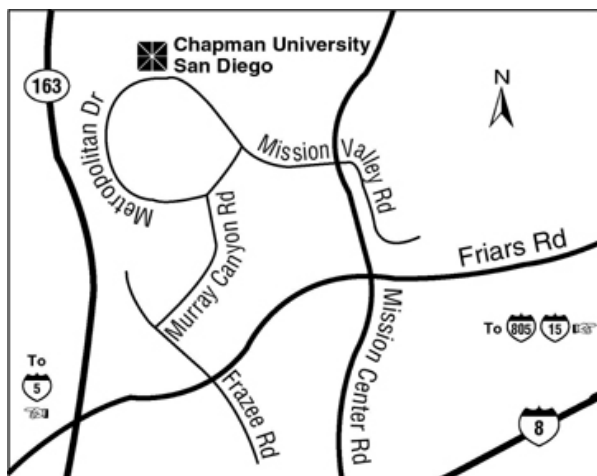 Chapman University
San Diego
163
Metropolitan Dr
Mission Valley Rd
N
Murray Canyon Rd
Friars Rd
Mission Center Rd
To 805 15
To
5
Frazee Rd
8